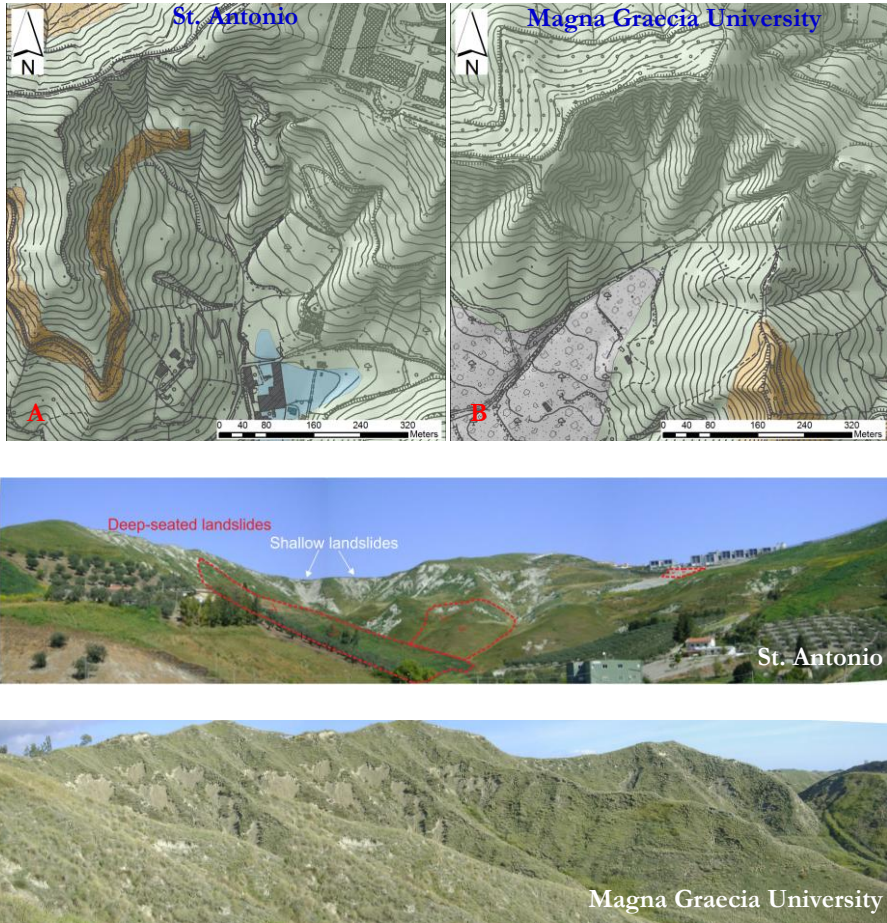 St. Antonio
N
A
0 40 80 160 240 320
Meters
Magna Graecia University
N
B
0 40 80 160 240 320
Meters
Deep-seated landslides
Shallow landslides
St. Antonio
Magna Graecia University